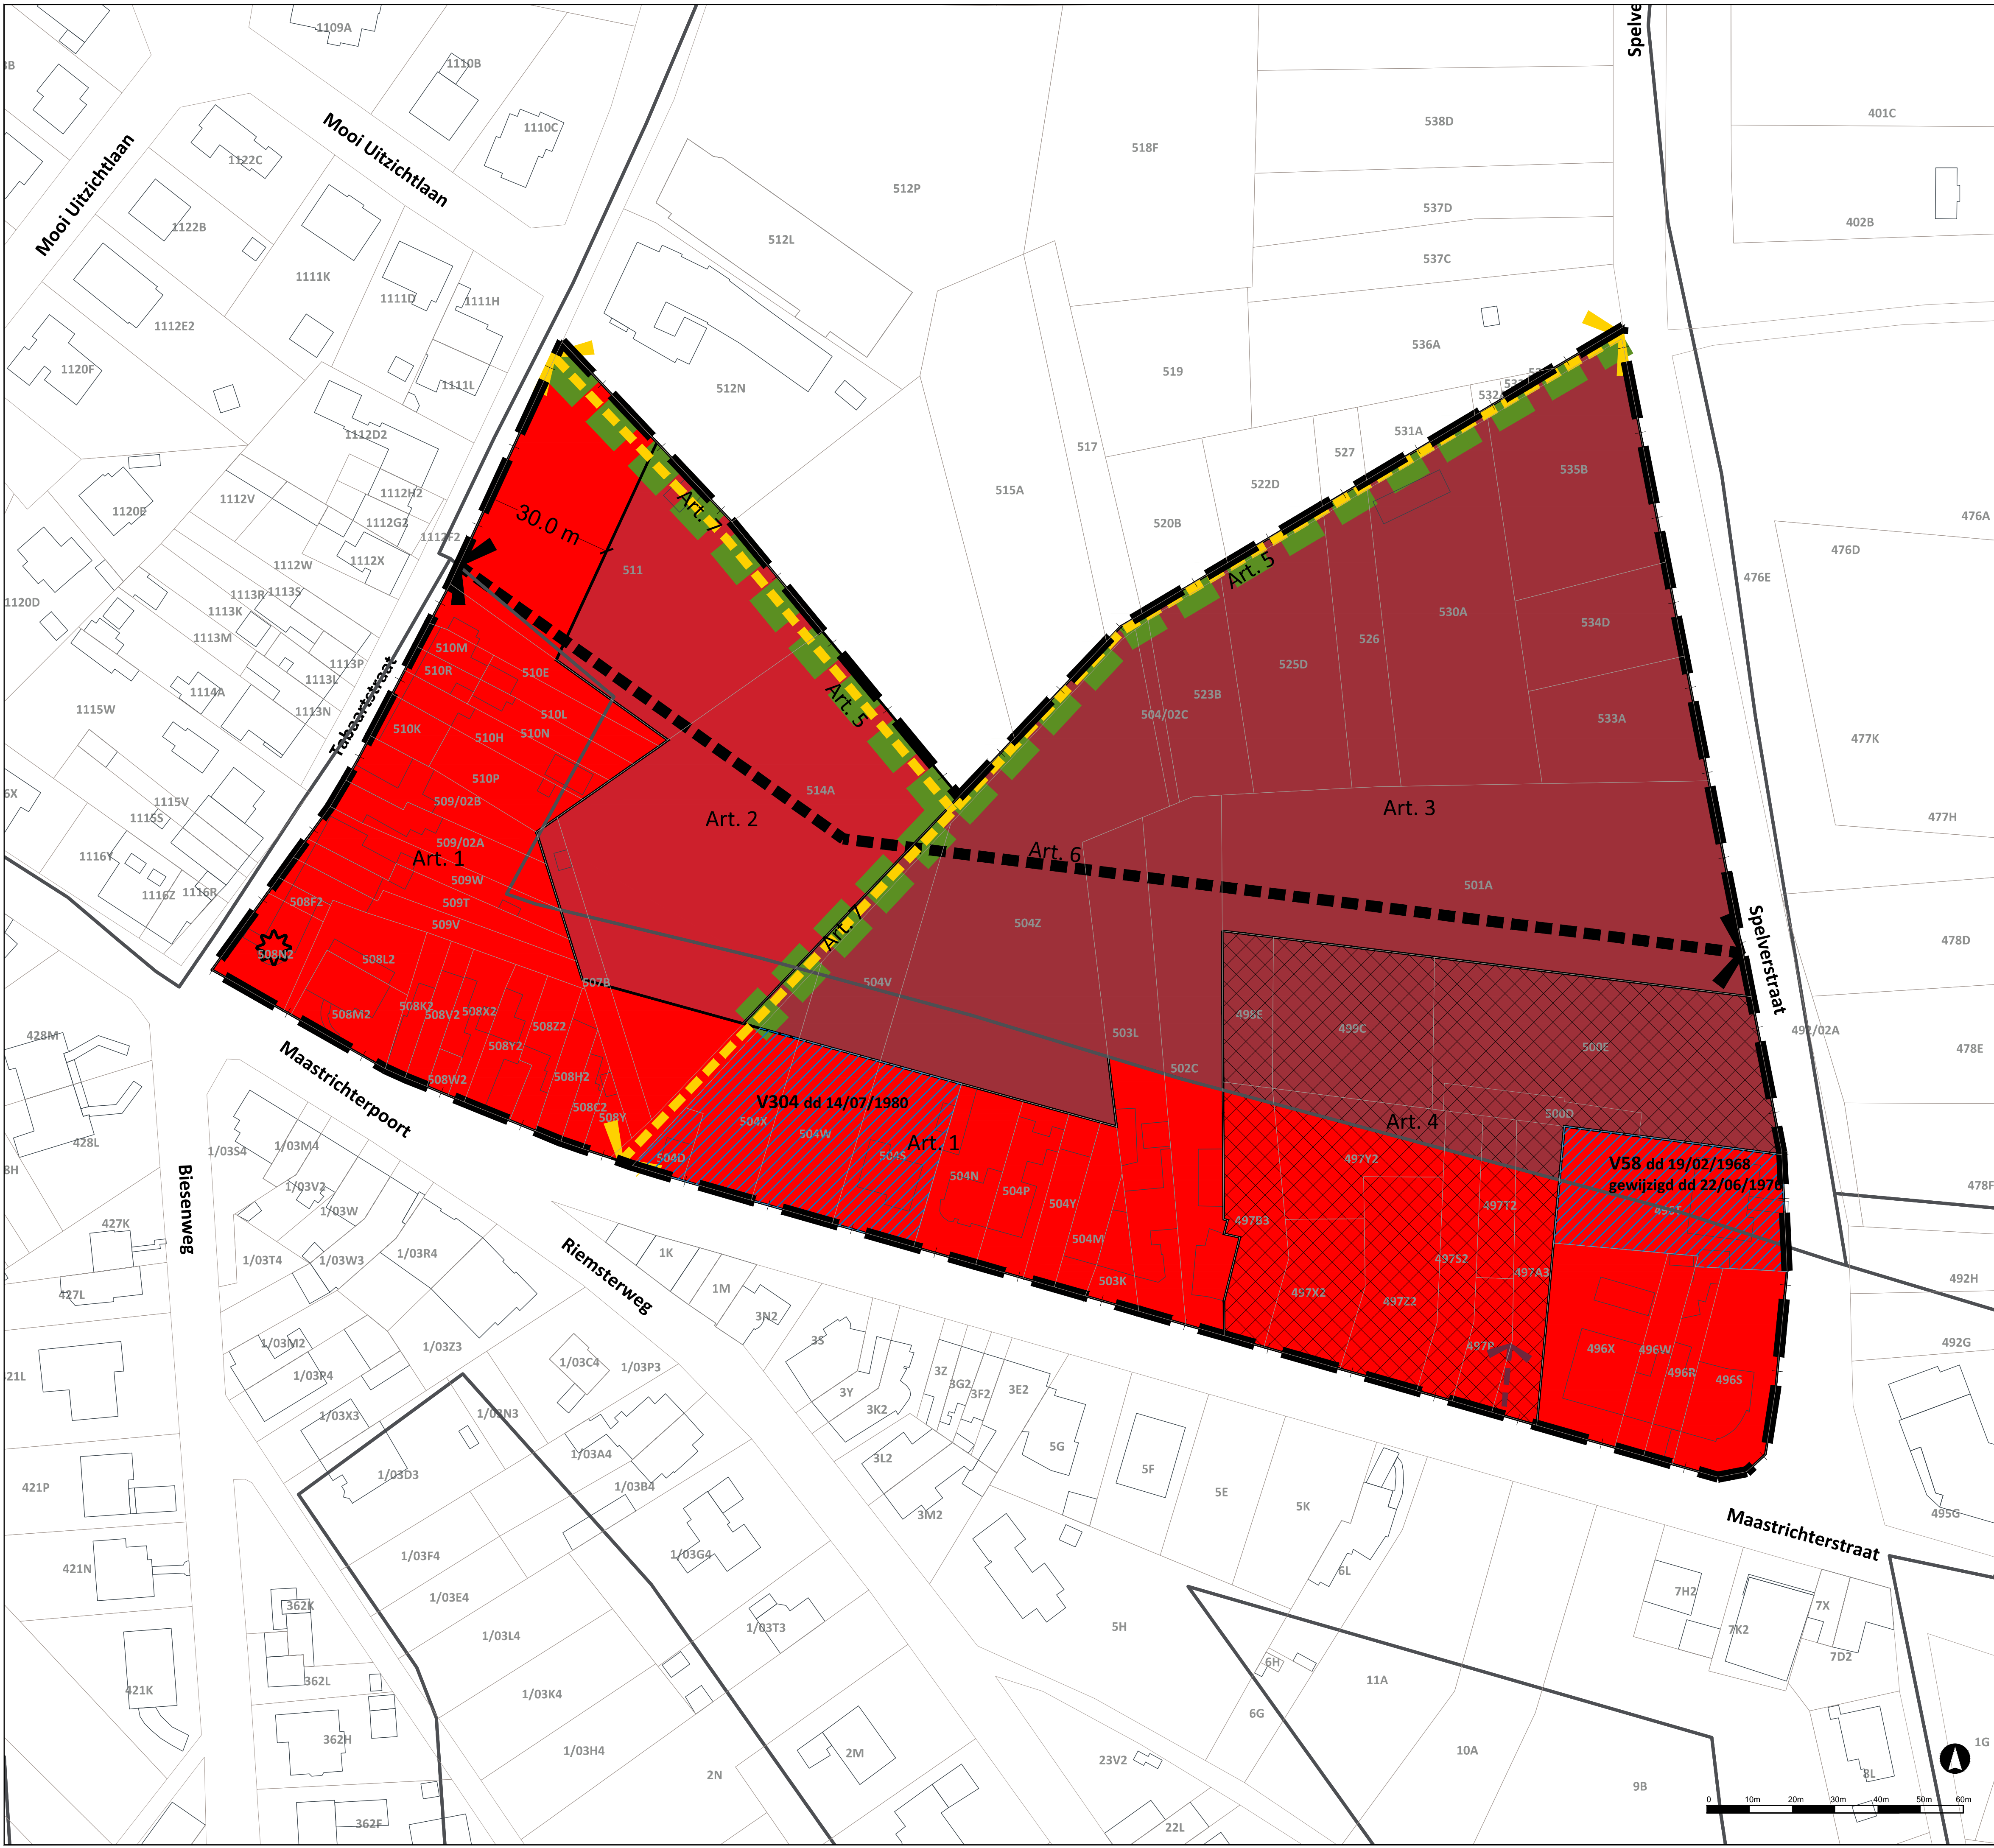 1109A
1110B
1110C
3B
1122C
Mooi Uitzichtlaan
Mooi Uitzichtlaan
1122B
1111K
1111D
1111H
1112E2
1120F
1111L
1112D2
1112V
1112H2
1112G2
1112F2
1120E
1112X
1112W
1113R
1113S
1113K
1120D
1113M
1113P
1113L
1113N
1114A
1115W
1115V
1115S
6X
1116Y
1116Z
1116R
Tabaartstraat
512P
512L
512N
518F
538D
537D
537C
536A
519
517
515A
527
531A
532A
522D
520B
Spelve
401C
402B
476A
476D
476E
477K
477H
478D
492/02A
478E
478F
492H
492G
495G
30.0 m
511
Art. 7
Art. 5
Art. 5
535B
534D
533A
530A
526
525D
523B
504/02C
510M
510R
510E
510L
510N
510K
510H
510P
509/02B
509/02A
Art. 1
509W
509T
509V
508F2
508N2
508L2
508M2
508K2
508V2
508X2
508Z2
508Y2
508W2
508H2
508C2
508Y
507B
514A
Art. 2
Art. 6
Art. 3
Art. 7
501A
504Z
504V
503L
502C
498E
499C
500E
500D
Art. 4
V304 dd 14/07/1980
504X
504W
504S
504D
Art. 1
504N
504P
504Y
504M
503K
497B3
497Y2
497X2
497Z2
497S2
497T2
497A3
497P
V58 dd 19/02/1968
gewijzigd dd 22/06/1976
496X
496W
496R
496S
Spelverstraat
Maastrichterpoort
Biesenweg
Riemsterweg
Maastrichterstraat
428M
428L
8H
427K
427L
421L
421P
421N
421K
1/03S4
1/03M4
1/03V2
1/03W
1/03T4
1/03W3
1/03R4
1/03M2
1/03P4
1/03Z3
1/03X3
1/03N3
1/03D3
1/03C4
1/03P3
1/03A4
1/03B4
1/03F4
1/03E4
1/03G4
1/03L4
1/03T3
1/03K4
1/03H4
362K
362L
362H
362F
1K
1M
3N2
3S
3Y
3K2
3Z
3G2
3F2
3E2
3L2
3M2
5G
5F
5E
5K
6L
5H
6H
6G
11A
10A
9B
2M
2N
23V2
22L
7H2
7K2
7X
7D2
8L
1G
0 10m 20m 30m 40m 50m 60m